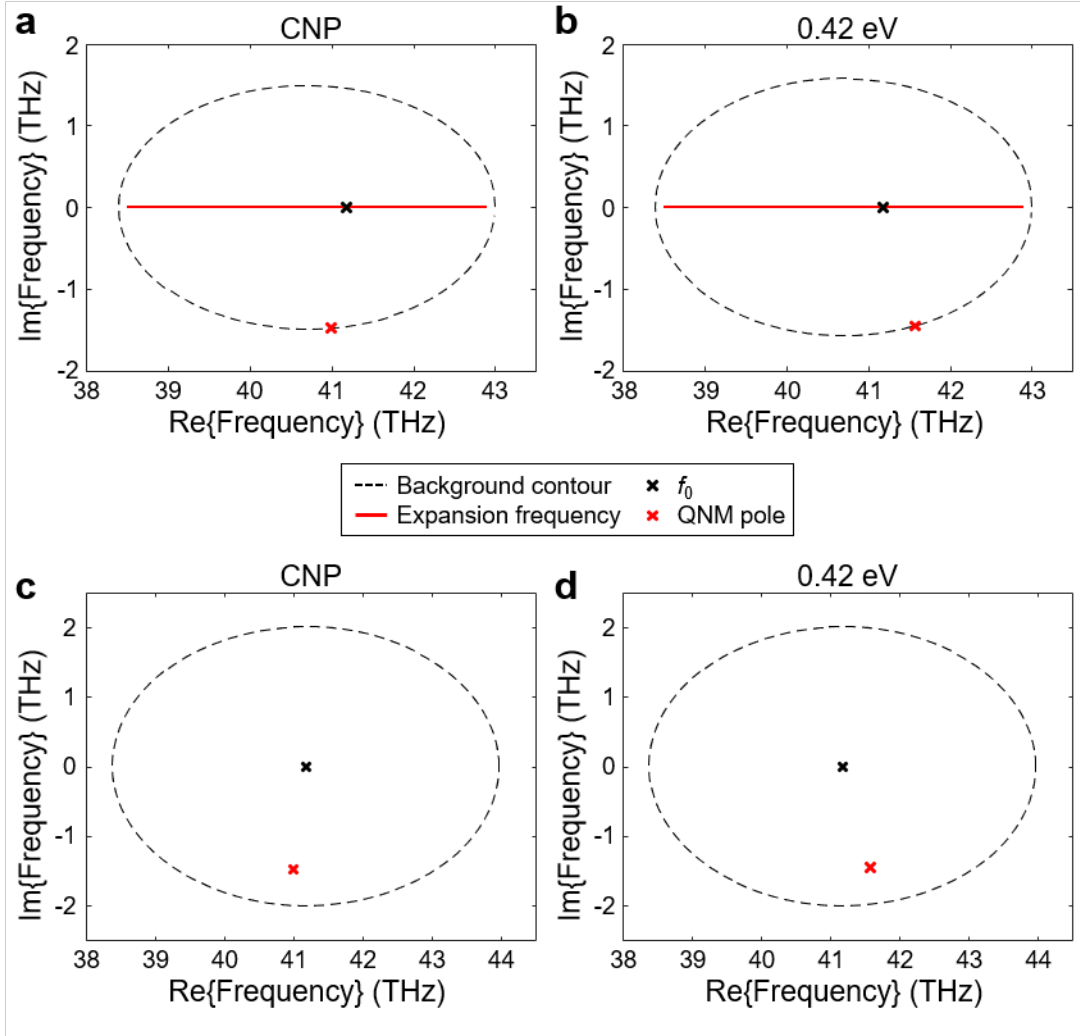 a
CNP
2
1
0
-1
-2
Im{Frequency} (THz)
38 39 40 41 42 43
Re{Frequency} (THz)
b
0.42 eV
2
1
0
-1
-2
Im{Frequency} (THz)
38 39 40 41 42 43
Re{Frequency} (THz)
Background contour f0
Expansion frequency QNM pole
c
CNP
2
1
0
-1
-2
Im{Frequency} (THz)
38 39 40 41 42 43 44
Re{Frequency} (THz)
d
0.42 eV
2
1
0
-1
-2
Im{Frequency} (THz)
38 39 40 41 42 43 44
Re{Frequency} (THz)